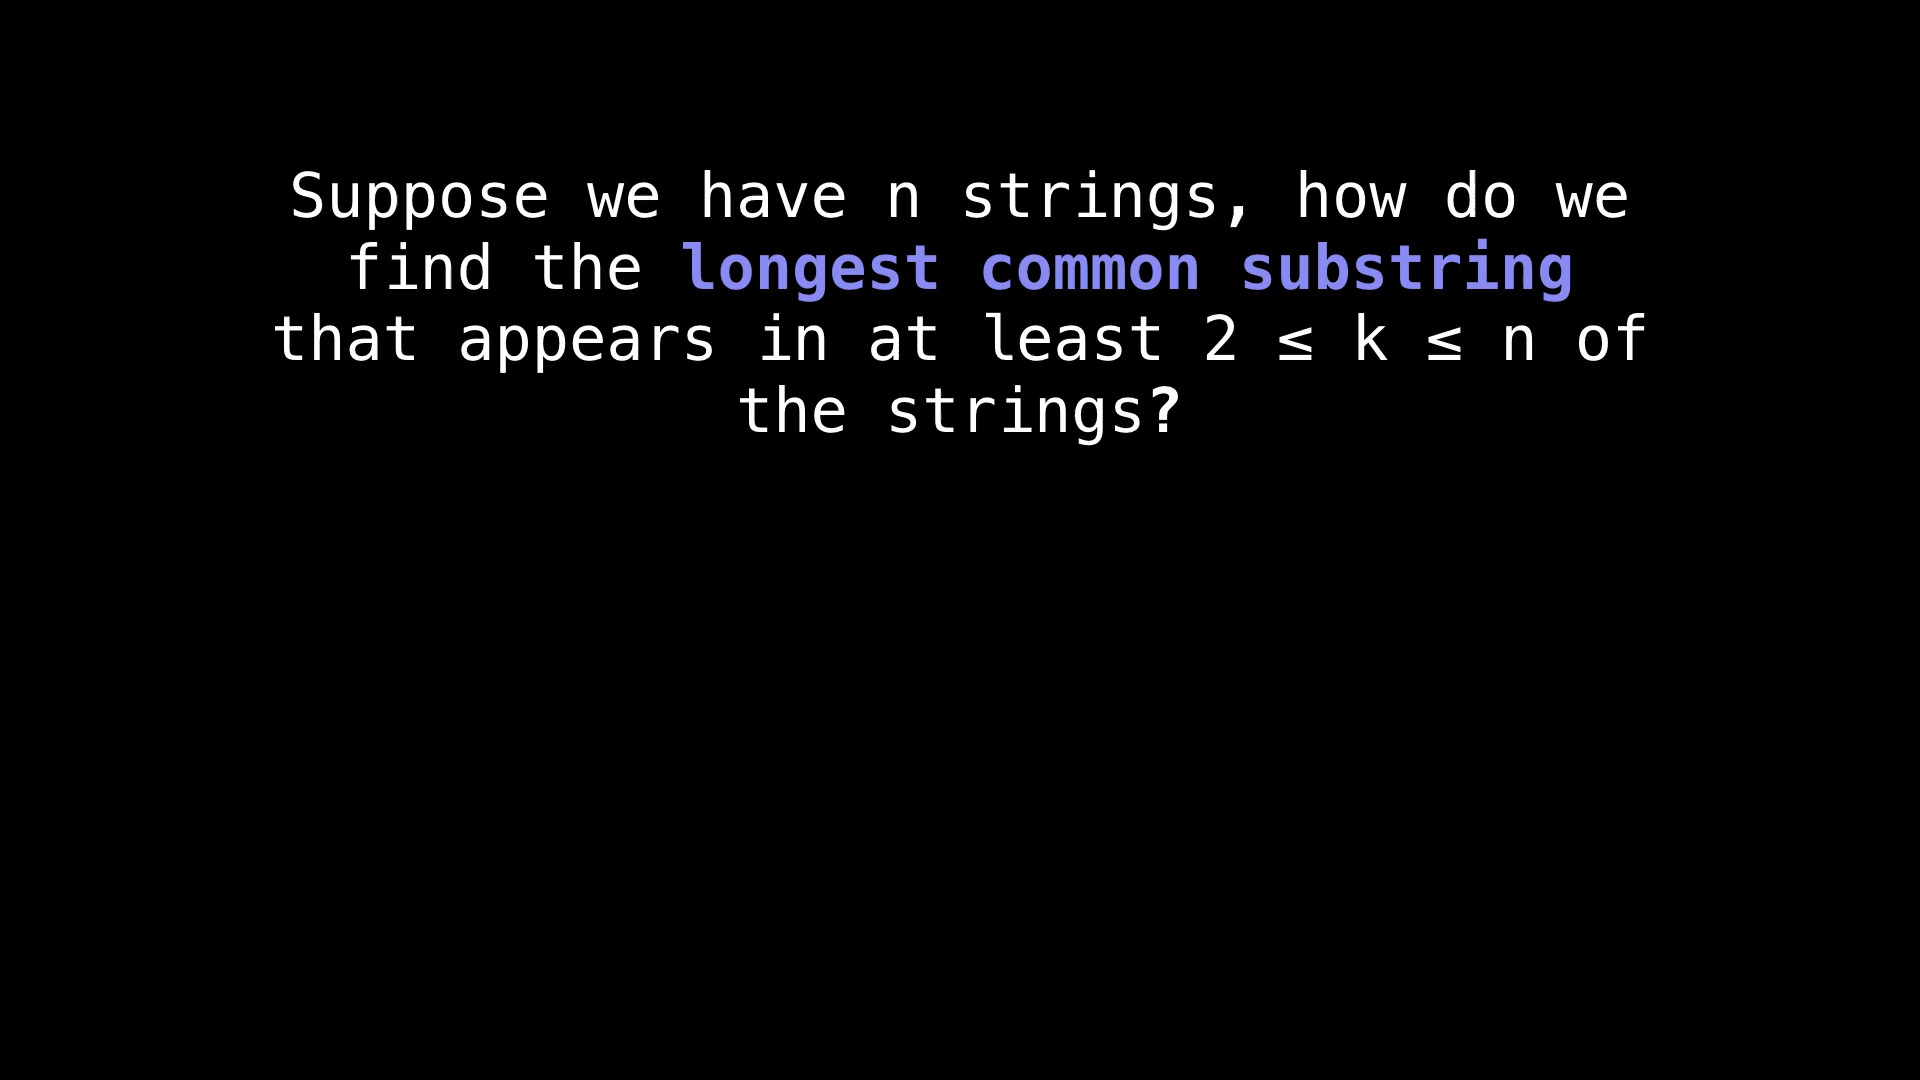 Suppose we have n strings, how do we
find the longest common substring
that appears in at least 2 ≤ k ≤ n of
the strings?